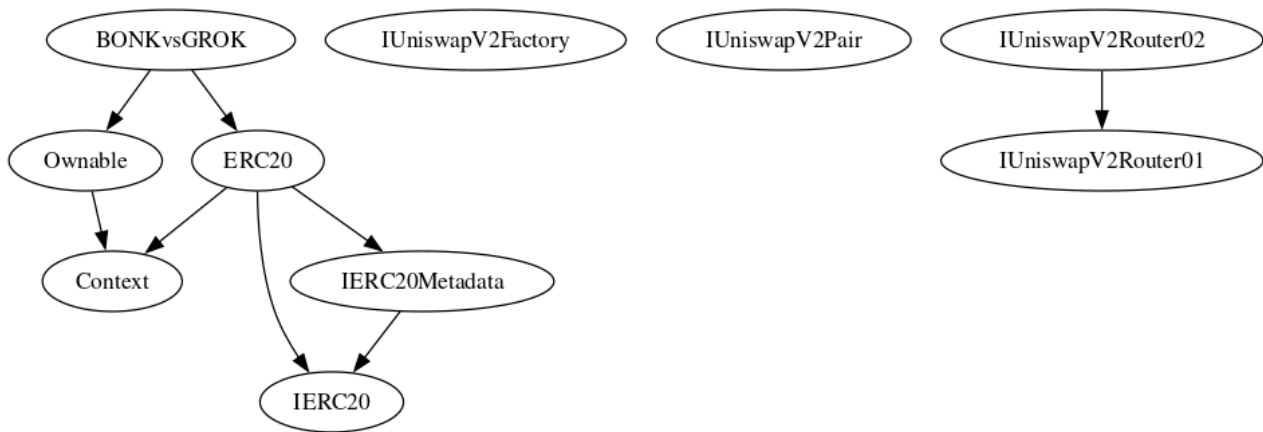 BONKvsGROK
IUniswapV2Factory
IUniswapV2Pair
IUniswapV2Router02
Ownable
ERC20
IUniswapV2Router01
Context
IERC20Metadata
IERC20